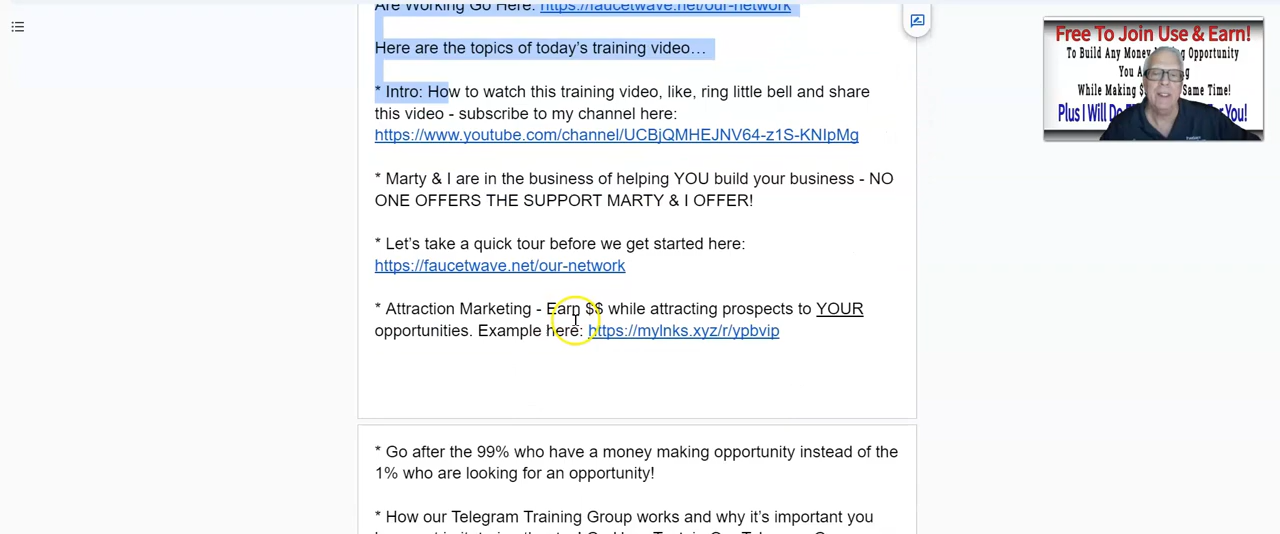 Are Working Go Here: https://faucetwave.net/our-network
Here are the topics of today's training video…
* Intro: How to watch this training video, like, ring little bell and share
this video - subscribe to my channel here:
https://www.youtube.com/channel/UCBjQMHEJNV64-z1S-KNIpMg
* Marty & I are in the business of helping YOU build your business - NO
ONE OFFERS THE SUPPORT MARTY & I OFFER!
* Let's take a quick tour before we get started here:
https://faucetwave.net/our-network
* Attraction Marketing - Earn $$ while attracting prospects to YOUR
opportunities. Example here: https://mylnks.xyz/r/ypbvip
* Go after the 99% who have a money making opportunity instead of the
1% who are looking for an opportunity!
* How our Telegram Training Group works and why it's important you
Free To Join Use & Earn!
To Build Any Money Opportunity
You A
While Making $ Same Time!
Plus I Will D For You!